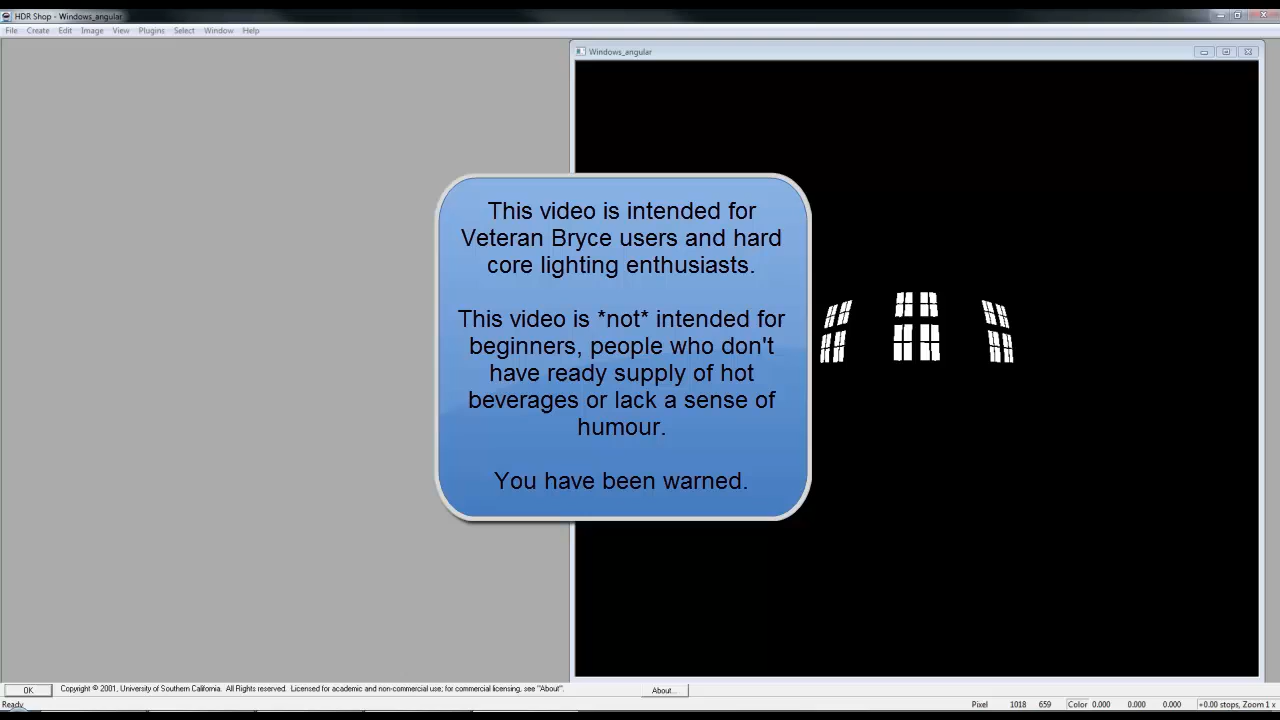 HDR Shop - Windows_angular
File Create Edit Image View Plugins Select Window Help
Windows_angular
This video is intended for
Veteran Bryce users and hard
core lighting enthusiasts.
This video is *not* intended for
beginners, people who don't
have ready supply of hot
beverages or lack a sense of
humour.
You have been warned.
OK Copyright © 2001, University of Southern California. All Rights reserved. Licensed for academic and non-commercial use; for commercial licensing, see "About". About...
Ready Pixel 1018 659 Color 0.000 0.000 0.000 +0.00 stops, Zoom 1 x